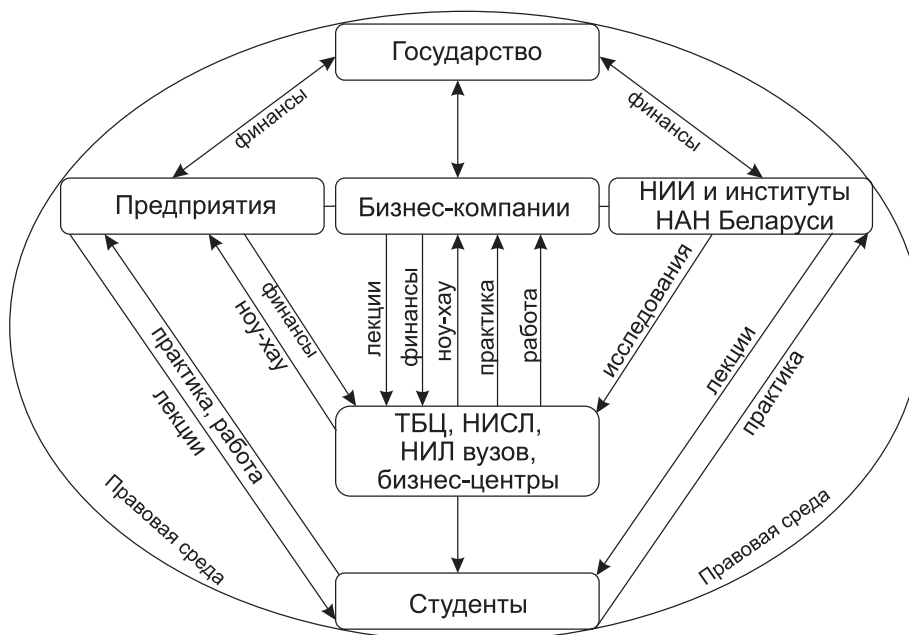 Государство
финансы
финансы
Предприятия
Бизнес-компании
НИИ и институты
НАН Беларуси
ноу-хау
финансы
лекции
финансы
ноу-хау
практика
работа
исследования
лекции
практика
практика, работа
лекции
ТБЦ, НИСЛ,
НИЛ вузов,
бизнес-центры
Правовая среда
Правовая среда
Студенты